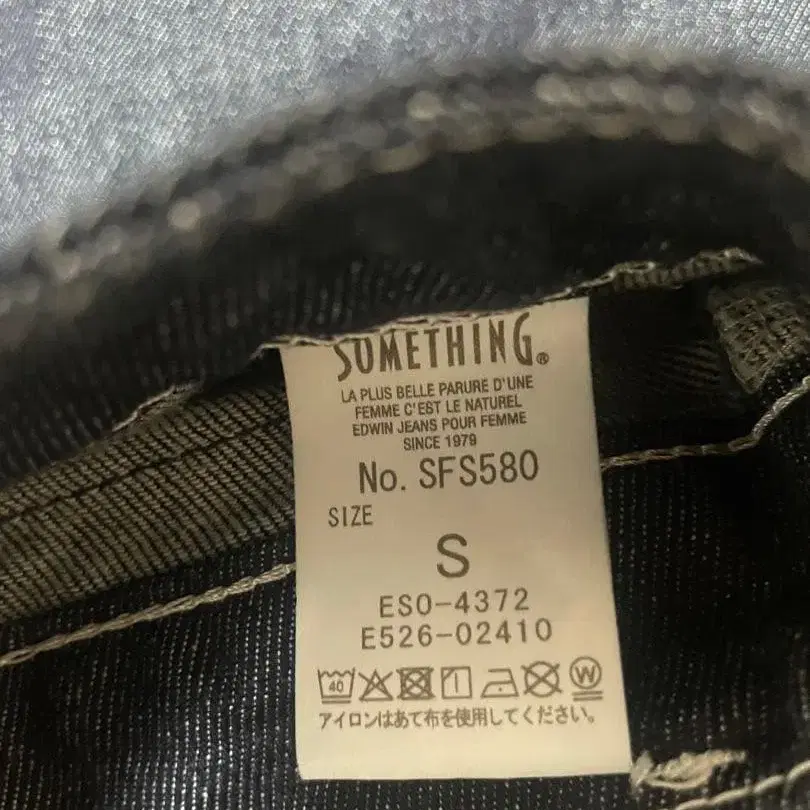 SOMETHING®
LA PLUS BELLE PARURE D'UNE
FEMME C'EST LE NATUREL
EDWIN JEANS POUR FEMME
SINCE 1979
No. SFS580
SIZE
S
ESO-4372
E526-02410
40 W
アイロンはあて布を使用してください。